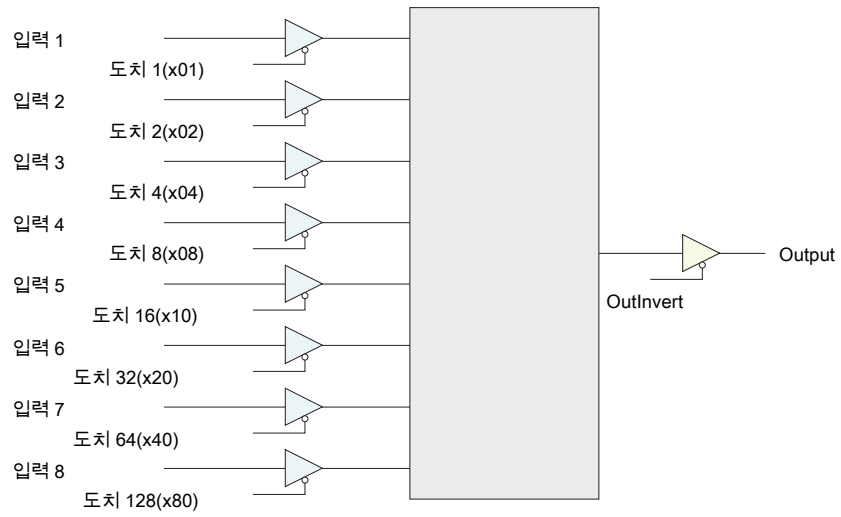 입력 1
도치 1(x01)
입력 2
도치 2(x02)
입력 3
도치 4(x04)
입력 4
도치 8(x08)
입력 5
도치 16(x10)
입력 6
도치 32(x20)
입력 7
도치 64(x40)
입력 8
도치 128(x80)
Output
OutInvert